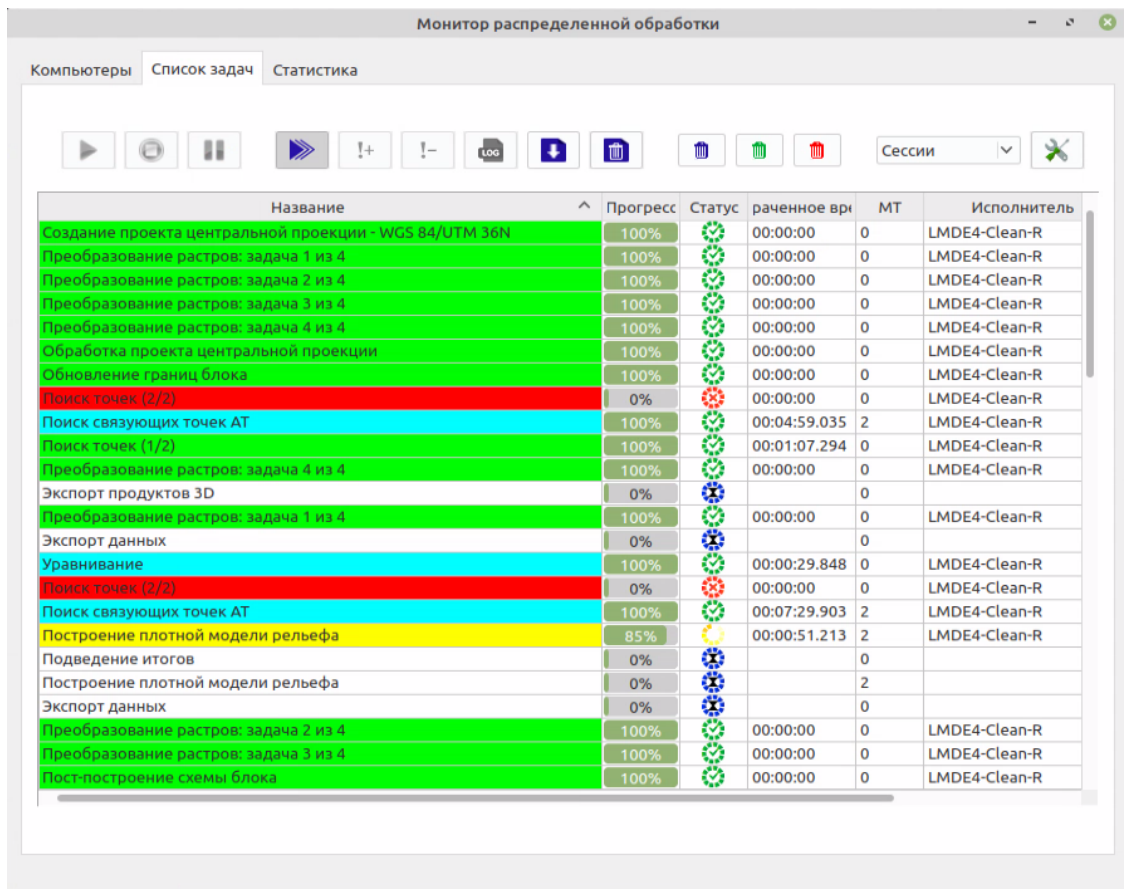 Монитор распределенной обработки
Компьютеры Список задач Статистика
!+ !- LOG Сессии
Название Прогресс Статус раченное вре МТ Исполнитель
Создание проекта центральной проекции - WGS 84/UTM 36N 100% 00:00:00 0 LMDE4-Clean-R
Преобразование растров: задача 1 из 4 100% 00:00:00 0 LMDE4-Clean-R
Преобразование растров: задача 2 из 4 100% 00:00:00 0 LMDE4-Clean-R
Преобразование растров: задача 3 из 4 100% 00:00:00 0 LMDE4-Clean-R
Преобразование растров: задача 4 из 4 100% 00:00:00 0 LMDE4-Clean-R
Обработка проекта центральной проекции 100% 00:00:00 0 LMDE4-Clean-R
Обновление границ блока 100% 00:00:00 0 LMDE4-Clean-R
Поиск точек (2/2) 0% 00:00:00 0 LMDE4-Clean-R
Поиск связующих точек АТ 100% 00:04:59.035 2 LMDE4-Clean-R
Поиск точек (1/2) 100% 00:01:07.294 0 LMDE4-Clean-R
Преобразование растров: задача 4 из 4 100% 00:00:00 0 LMDE4-Clean-R
Экспорт продуктов 3D 0% 0
Преобразование растров: задача 1 из 4 100% 00:00:00 0 LMDE4-Clean-R
Экспорт данных 0% 0
Уравнивание 100% 00:00:29.848 0 LMDE4-Clean-R
Поиск точек (2/2) 0% 00:00:00 0 LMDE4-Clean-R
Поиск связующих точек АТ 100% 00:07:29.903 2 LMDE4-Clean-R
Построение плотной модели рельефа 85% 00:00:51.213 2 LMDE4-Clean-R
Подведение итогов 0% 0
Построение плотной модели рельефа 0% 2
Экспорт данных 0% 0
Преобразование растров: задача 2 из 4 100% 00:00:00 0 LMDE4-Clean-R
Преобразование растров: задача 3 из 4 100% 00:00:00 0 LMDE4-Clean-R
Пост-построение схемы блока 100% 00:00:00 0 LMDE4-Clean-R